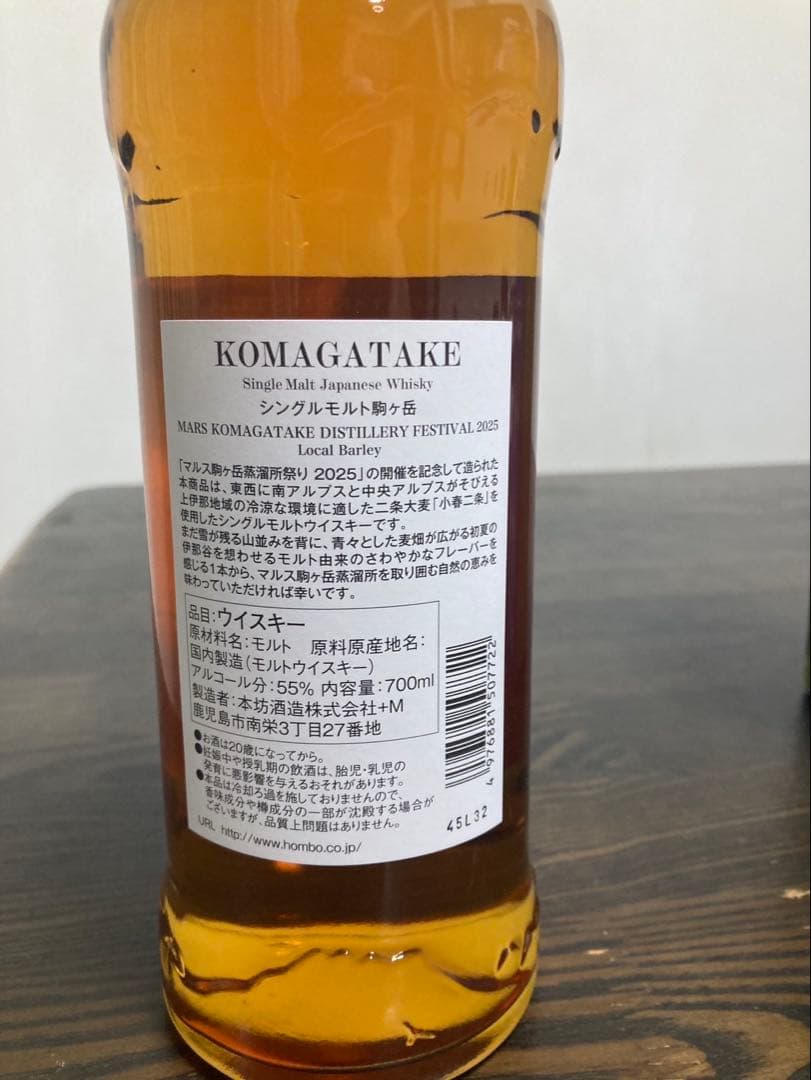 KOMAGATAKE
Single Malt Japanese Whisky
シングルモルト駒ヶ岳
MARS KOMAGATAKE DISTILLERY FESTIVAL 2025
Local Barley
「マルス駒ヶ岳蒸溜所祭り 2025」の開催を記念して造られた
本商品は、東西に南アルプスと中央アルプスがそびえる
上伊那地域の冷涼な環境に適した二条大麦「小春二条」を
使用したシングルモルトウイスキーです。
まだ雪が残る山並みを背に、青々とした麦畑が広がる初夏の
伊那谷を想わせるモルト由来のさわやかなフレーバーを
感じる1本から、マルス駒ヶ岳蒸溜所を取り囲む自然の恵みを
味わっていただければ幸いです。
品目:ウイスキー
原材料名:モルト 原料原産地名:
国内製造(モルトウイスキー)
アルコール分:55% 内容量:700ml
製造者:本坊酒造株式会社+M
鹿児島市南栄3丁目27番地
●お酒は20歳になってから。
●妊娠中や授乳期の飲酒は、胎児・乳児の
発育に悪影響を与えるおそれがあります。
●本品は冷却ろ過を施しておりませんので、
香味成分や樽成分の一部が沈殿する場合が
ございますが、品質上問題はありません。
URL http://www.hombo.co.jp/
4 976881 507722
45L32